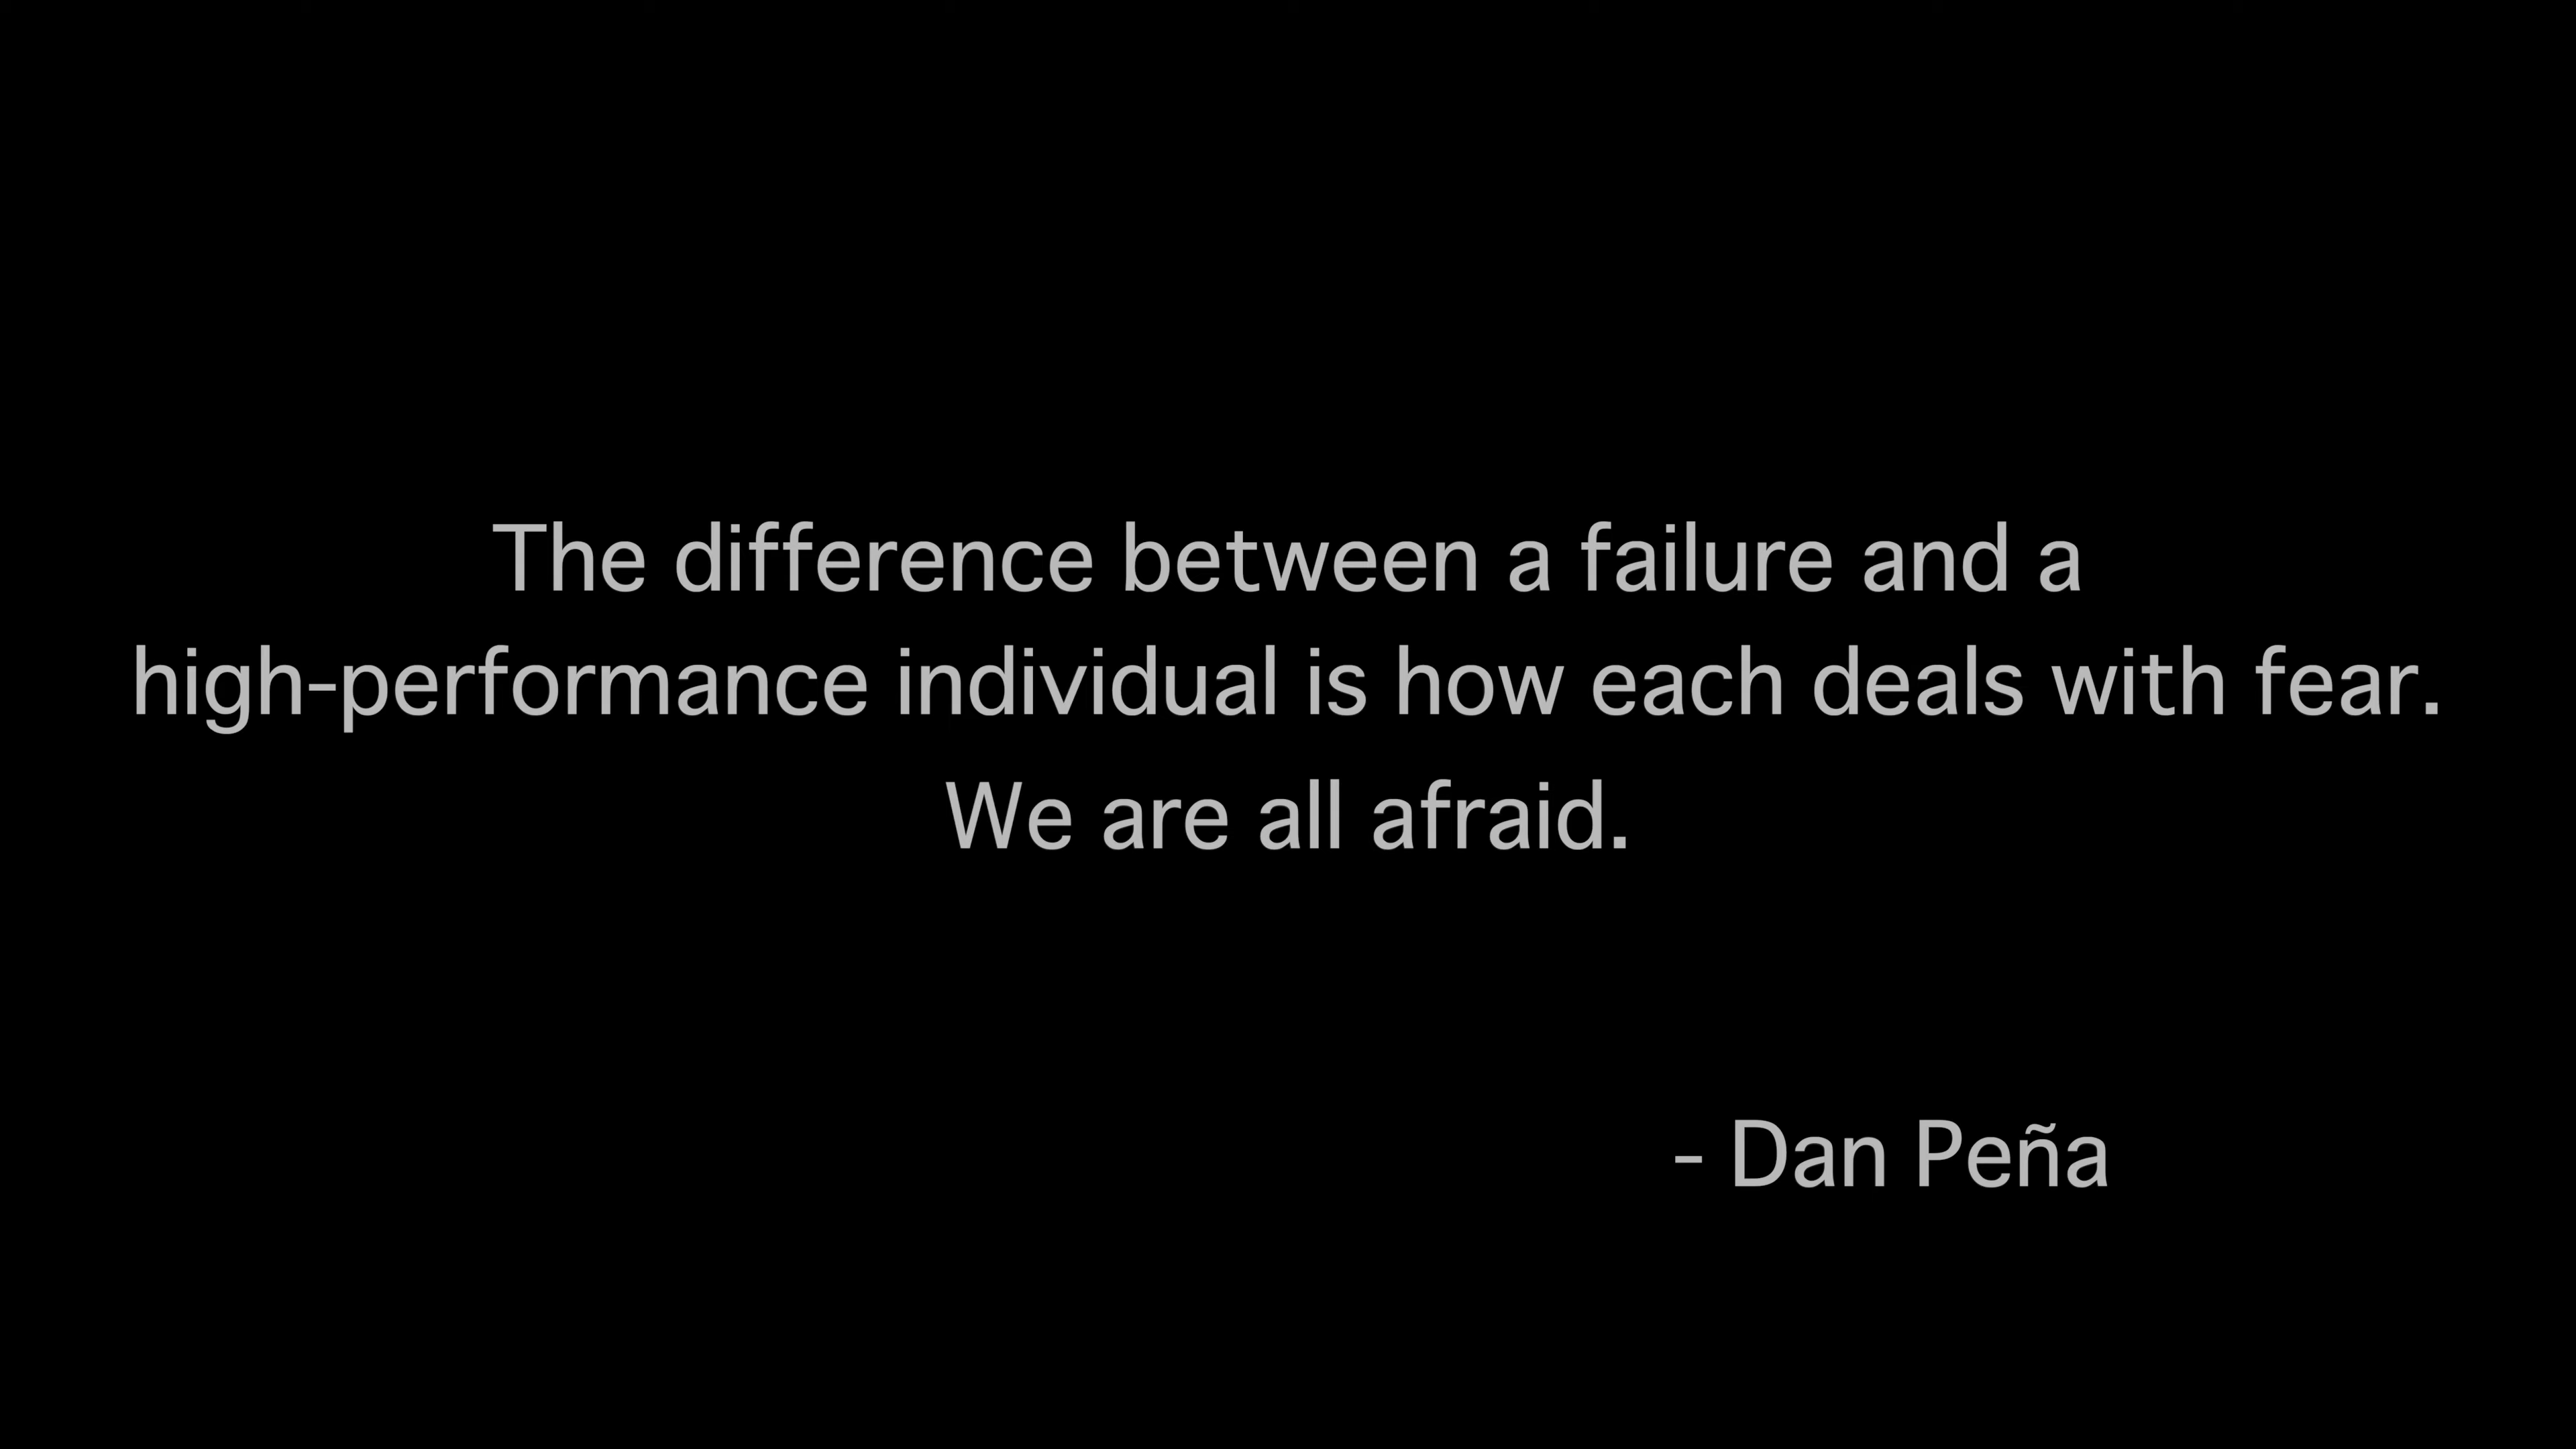 The difference between a failure and a
high-performance individual is how each deals with fear.
We are all afraid.
- Dan Peña